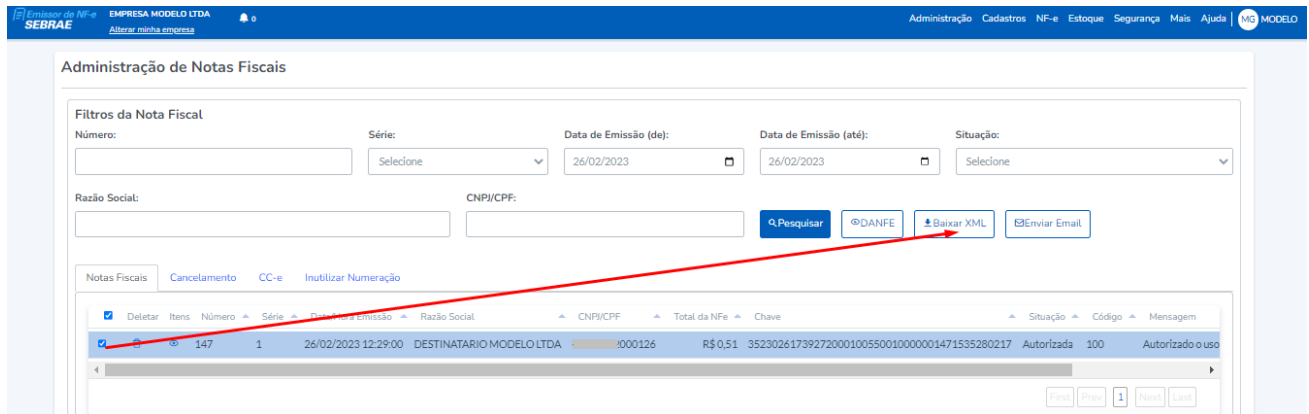 Emissor de NF-e EMPRESA MODELO LTDA 0 Administração Cadastros NF-e Estoque Segurança Mais Ajuda MG MODELO
SEBRAE Alterar minha empresa
Administração de Notas Fiscais
Filtros da Nota Fiscal
Número: Série: Data de Emissão (de): Data de Emissão (até): Situação:
Selecione 26/02/2023 26/02/2023 Selecione
Razão Social: CNPJ/CPF:
Pesquisar DANFE Baixar XML Enviar Email
Notas Fiscais Cancelamento CC-e Inutilizar Numeração
Deletar Itens Número Série Data/Hora Emissão Razão Social CNPJ/CPF Total da NFe Chave Situação Código Mensagem
147 1 26/02/2023 12:29:00 DESTINATARIO MODELO LTDA 000126 R$ 0,51 35230261739272000100550010000001471535280217 Autorizada 100 Autorizado o uso
First Prev 1 Next Last